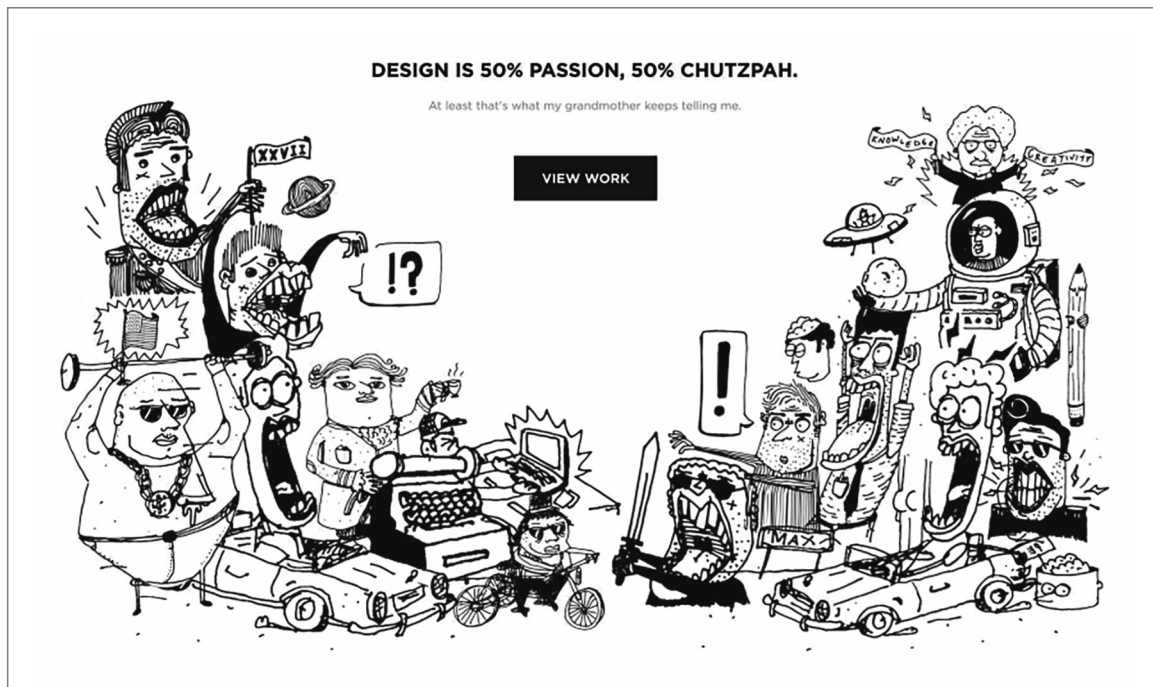 DESIGN IS 50% PASSION, 50% CHUTZPAH.
At least that's what my grandmother keeps telling me.
VIEW WORK
XXVII
!?
KNOWLEDGE
CREATIVITY
!
MAX